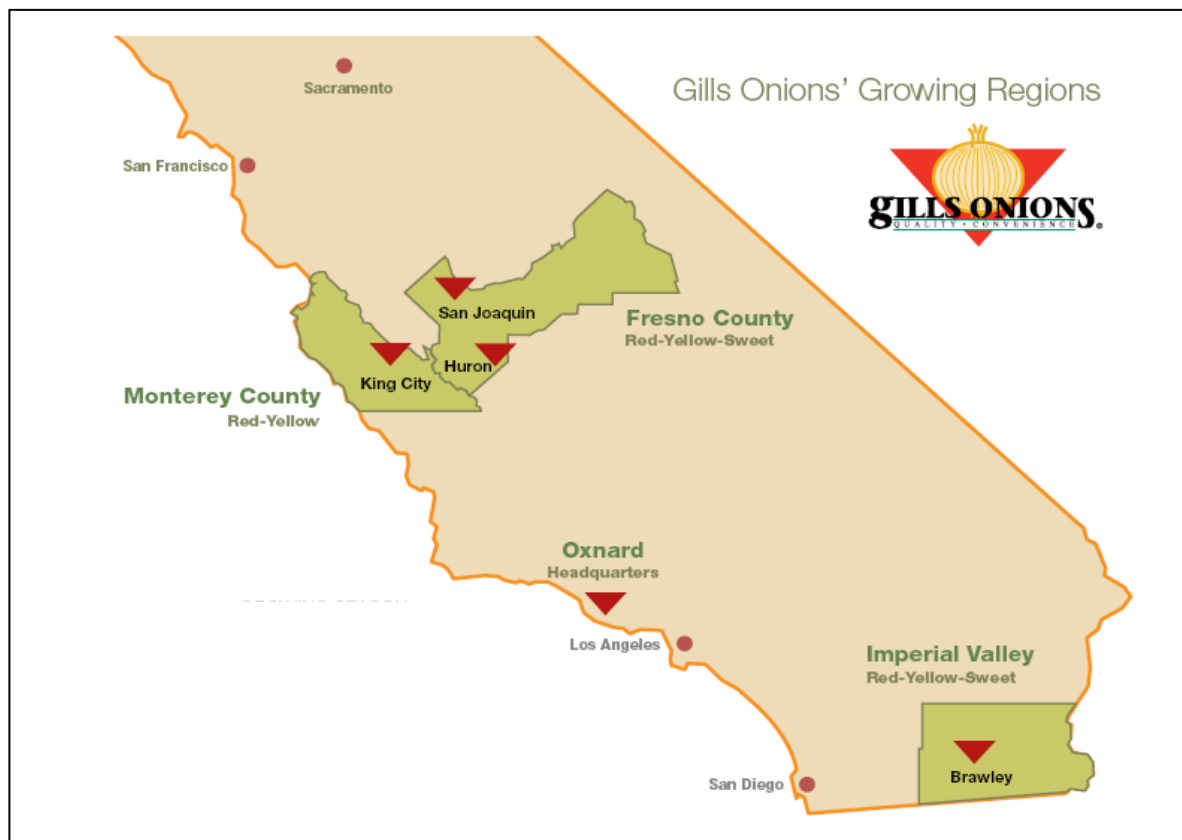 Sacramento
Gills Onions' Growing Regions
San Francisco
GILLS ONIONS®
QUALITY • CONVENIENCE
San Joaquin
Fresno County
Red-Yellow-Sweet
Huron
King City
Monterey County
Red-Yellow
Oxnard
Headquarters
Los Angeles
Imperial Valley
Red-Yellow-Sweet
San Diego
Brawley